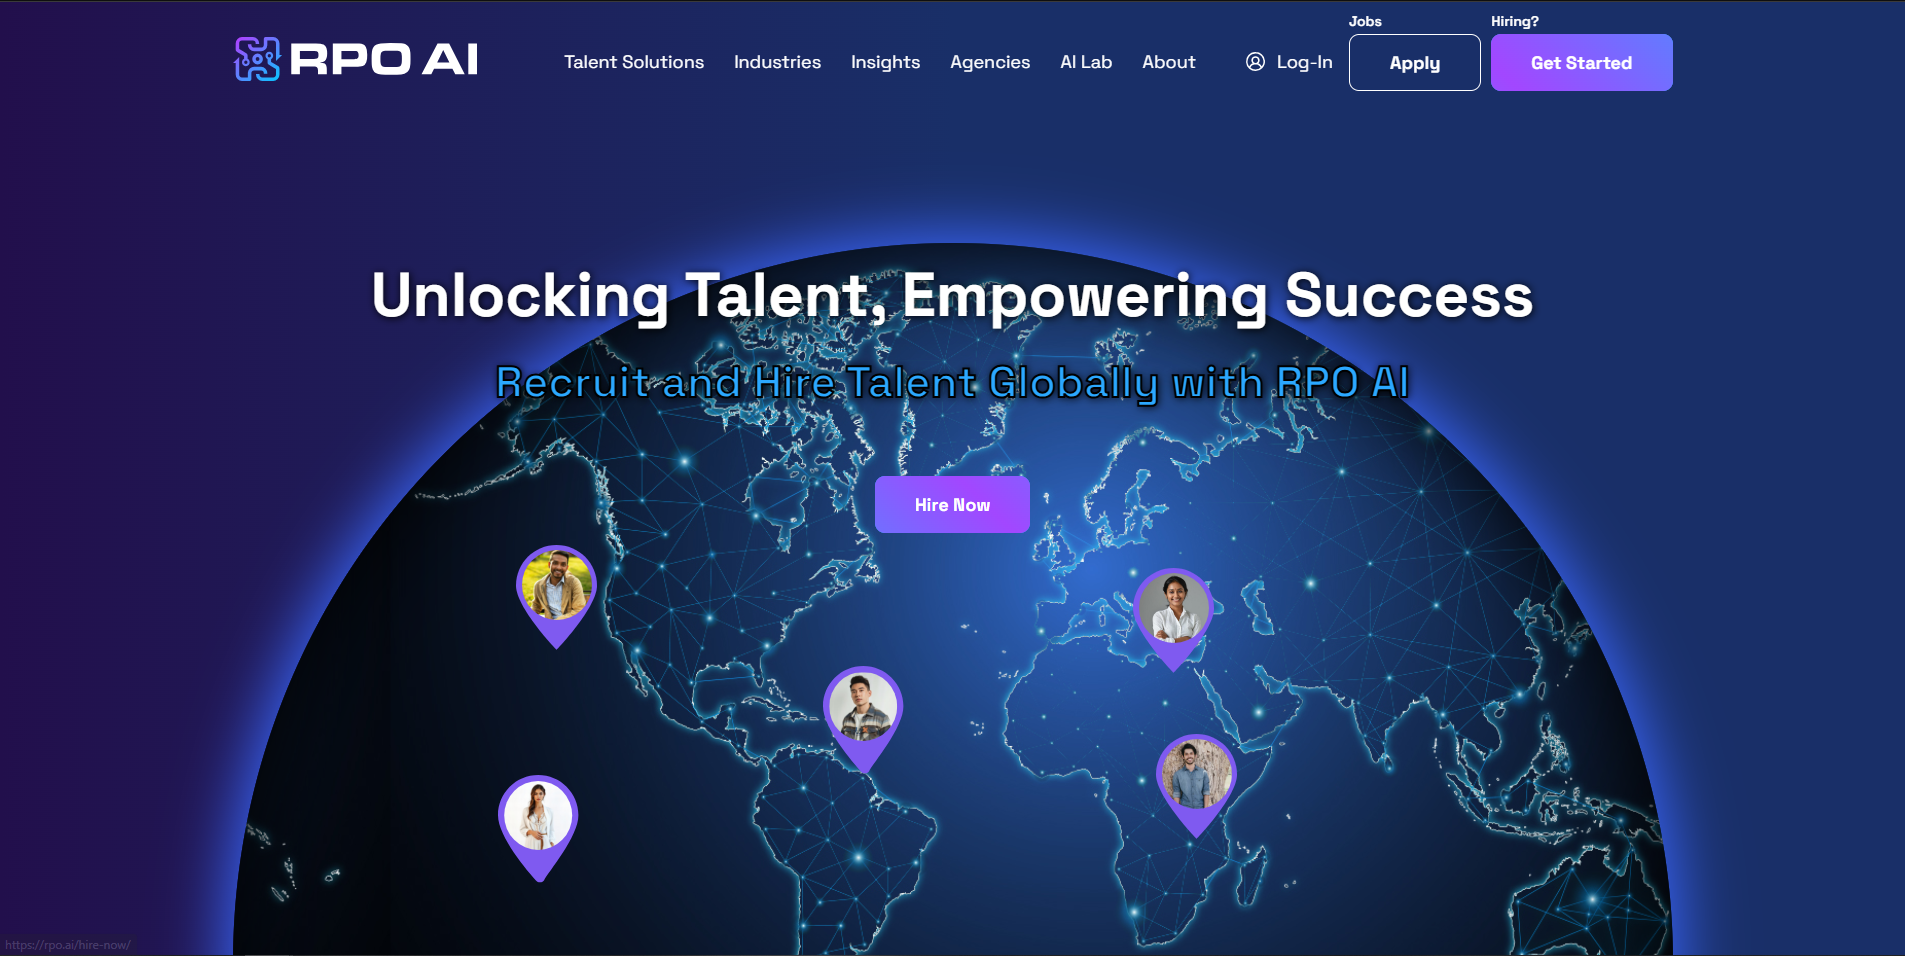 Jobs
Hiring?
RPO AI
Talent Solutions
Industries
Insights
Agencies
AI Lab
About
Log-In
Apply
Get Started
Unlocking Talent, Empowering Success
Recruit and Hire Talent Globally with RPO AI
Hire Now
https://rpo.ai/hire-now/